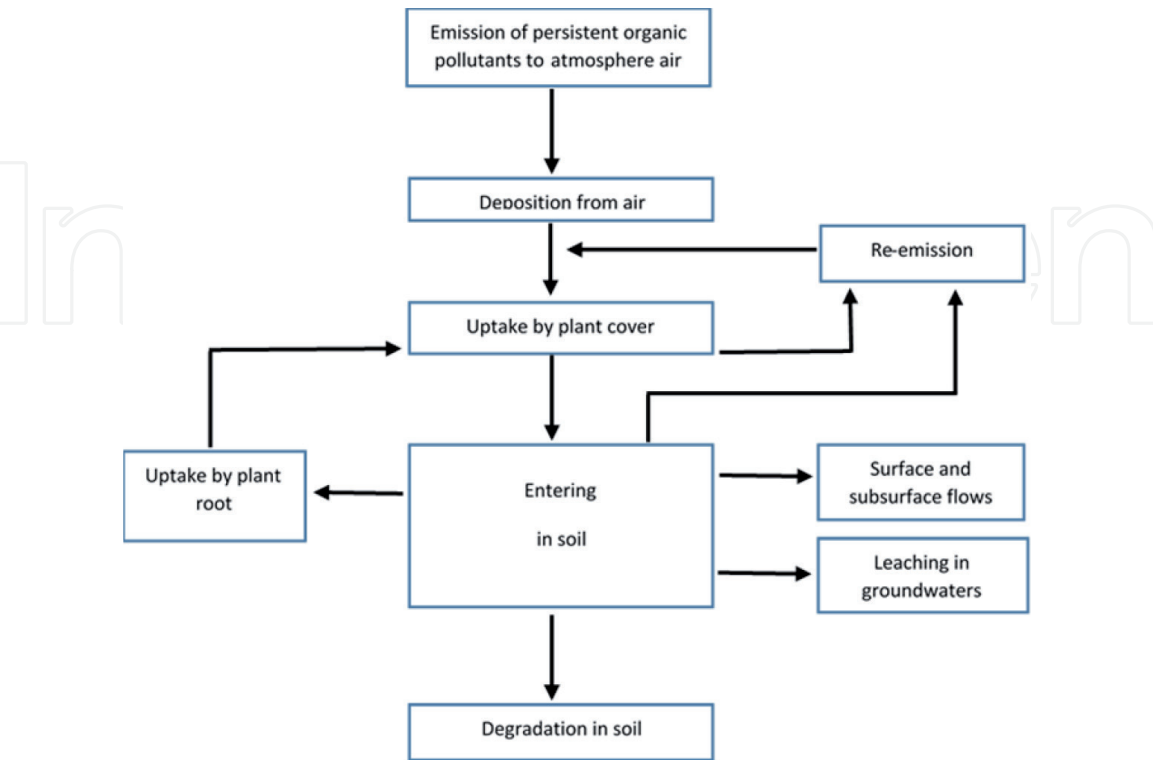 Emission of persistent organic
pollutants to atmosphere air
Deposition from air
Re-emission
Uptake by plant cover
Uptake by plant
root
Entering
in soil
Surface and
subsurface flows
Leaching in
groundwaters
Degradation in soil